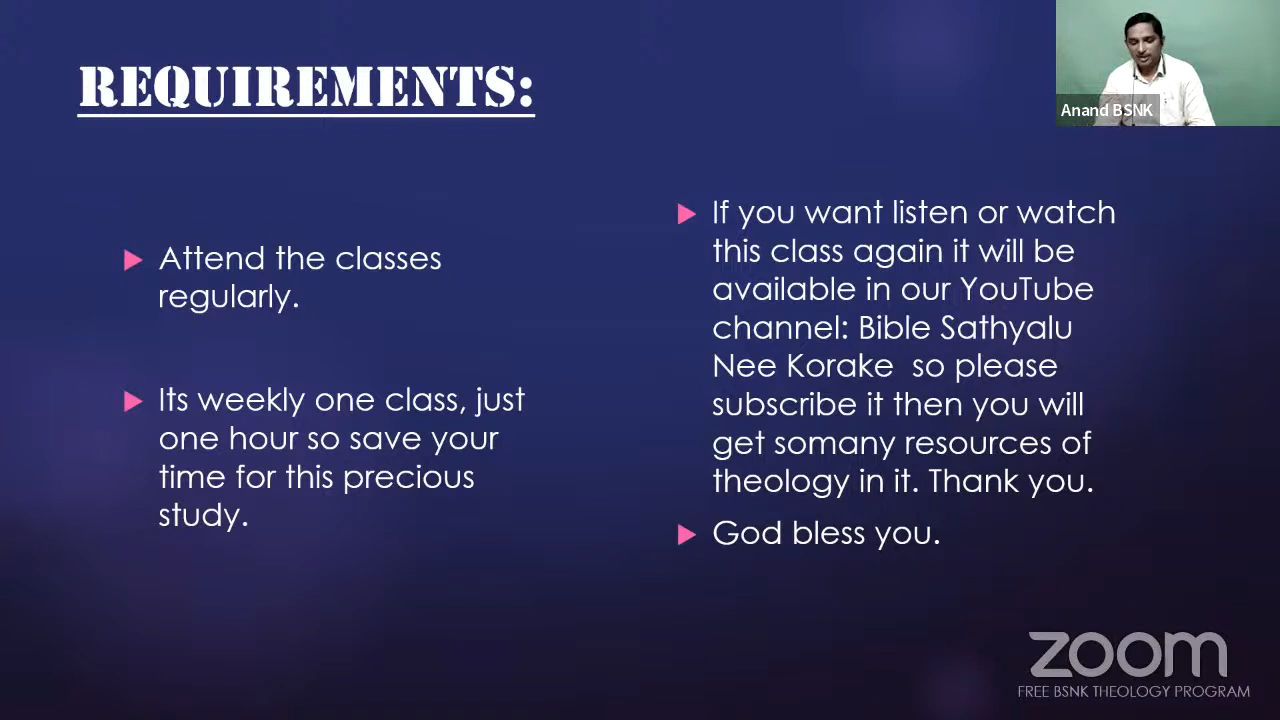 REQUIREMENTS:
Attend the classes
regularly.
Its weekly one class, just
one hour so save your
time for this precious
study.
If you want listen or watch
this class again it will be
available in our YouTube
channel: Bible Sathyalu
Nee Korake so please
subscribe it then you will
get somany resources of
theology in it. Thank you.
God bless you.
Anand BSNK
zoom
FREE BSNK THEOLOGY PROGRAM